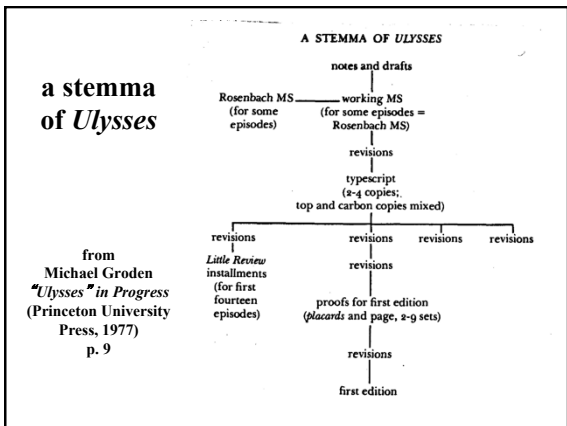 a stemma
of Ulysses
from
Michael Groden
“Ulysses” in Progress
(Princeton University
Press, 1977)
p. 9
A STEMMA OF ULYSSES
notes and drafts
Rosenbach MS
(for some
episodes)
working MS
(for some episodes =
Rosenbach MS)
revisions
typescript
(2-4 copies;
top and carbon copies mixed)
revisions
revisions
revisions
revisions
Little Review
installments
(for first
fourteen
episodes)
revisions
proofs for first edition
(placards and page, 2-9 sets)
revisions
first edition